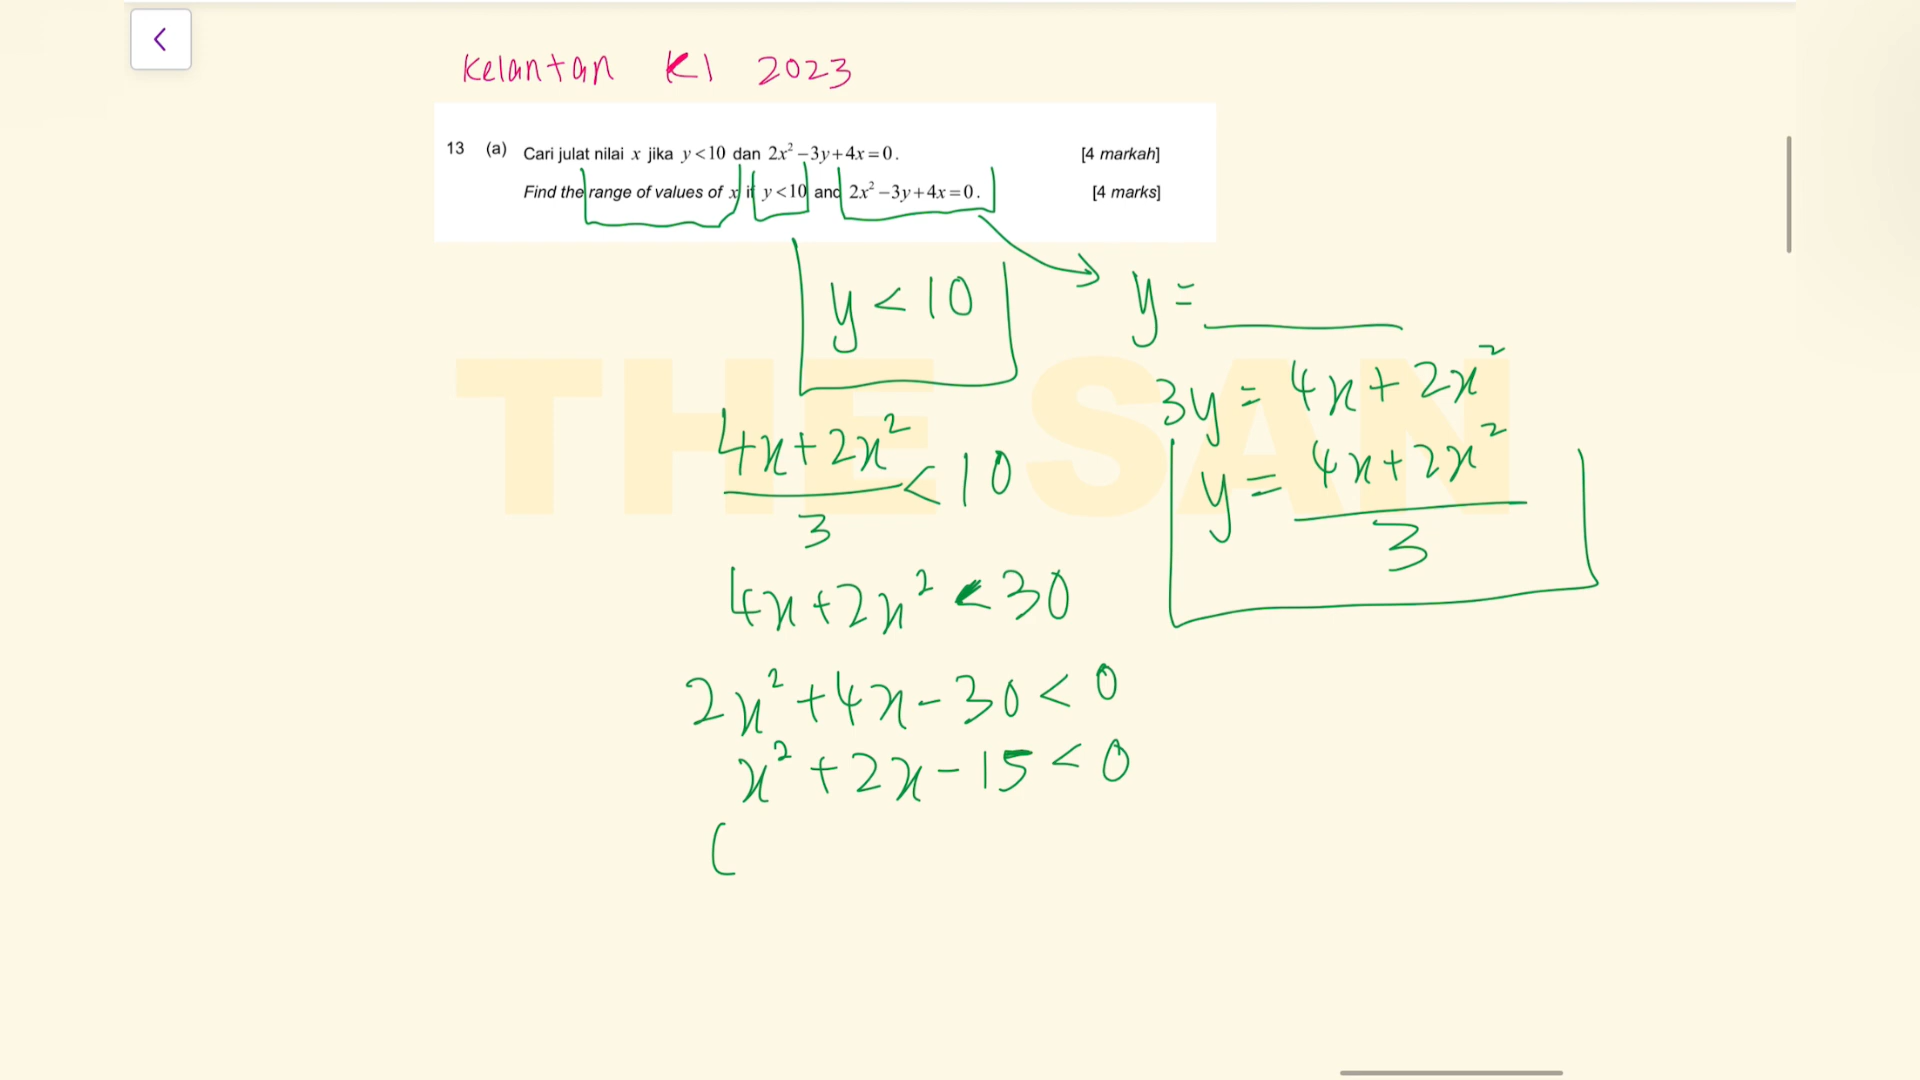 Kelantan K1 2023
13 (a) Cari julat nilai x jika y < 10 dan 2x² − 3y + 4x = 0. [4 markah]
Find the range of values of x if y < 10 and 2x² − 3y + 4x = 0. [4 marks]
y < 10
y =
THE SAN
3y = 4x + 2x²
y = (4x + 2x²)/3
(4x + 2x²)/3 < 10
4x + 2x² < 30
2x² + 4x − 30 < 0
x² + 2x − 15 < 0
(